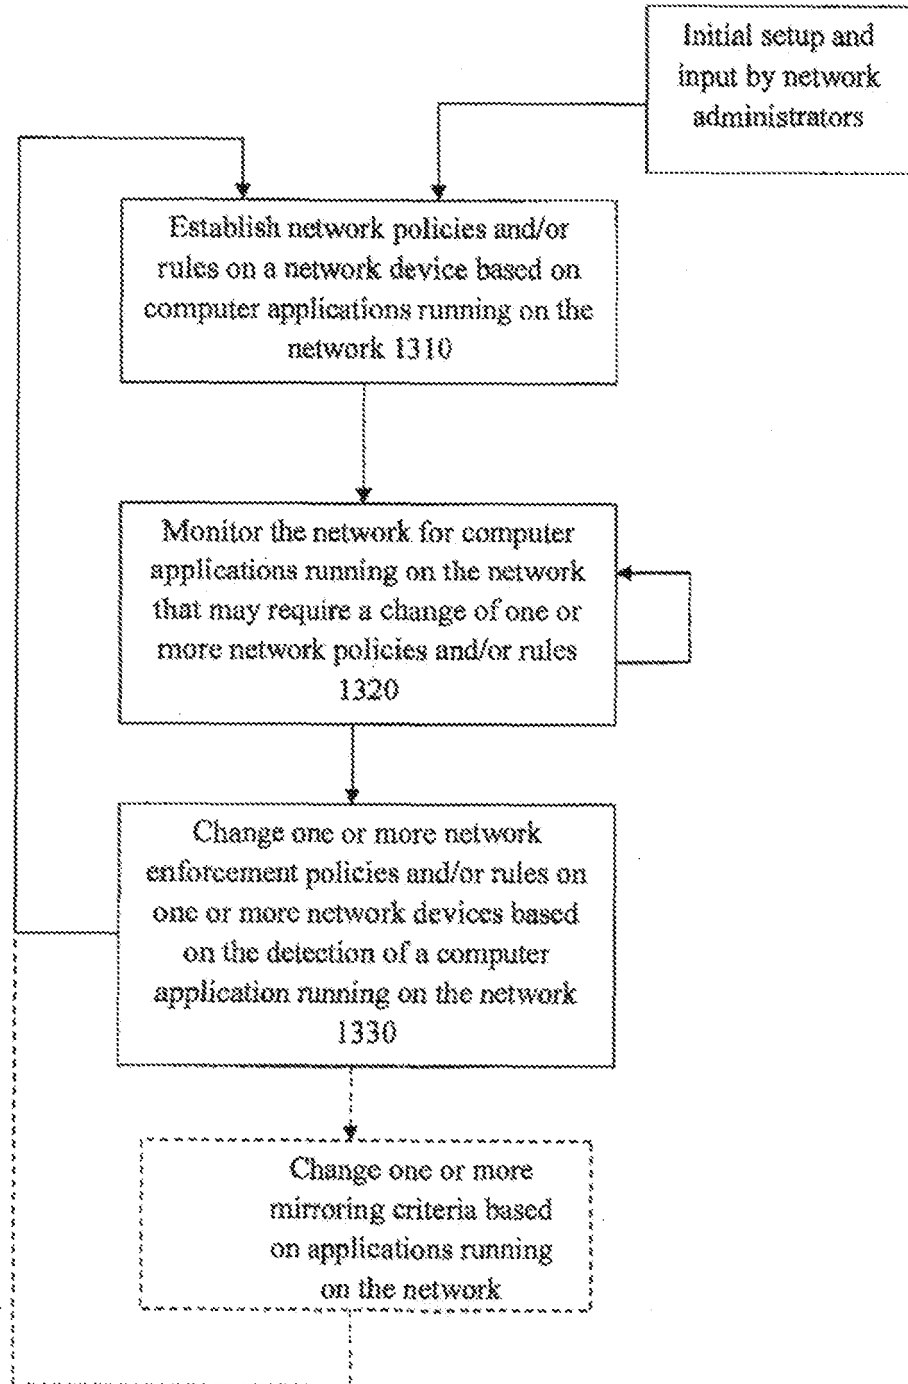 Initial setup and
input by network
administrators
Establish network policies and/or
rules on a network device based on
computer applications running on the
network 1310
Monitor the network for computer
applications running on the network
that may require a change of one or
more network policies and/or rules
1320
Change one or more network
enforcement policies and/or rules on
one or more network devices based
on the detection of a computer
application running on the network
1330
Change one or more
mirroring criteria based
on applications running
on the network